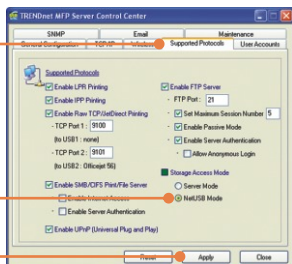 TRENDnet MFP Server Control Center
SNMP Email Maintenance
General Configuration TCP/IP Wireless Supported Protocols User Accounts
Supported Protocols
Enable LPR Printing
Enable IPP Printing
Enable Raw TCP/JetDirect Printing
- TCP Port 1 : 9100
(to USB1 : none)
- TCP Port 2 : 9101
(to USB2 : Officejet 56)
Enable SMB/CIFS Print/File Server
- Enable Internet Access
- Enable Server Authentication
Enable UPnP (Universal Plug and Play)
Enable FTP Server
- FTP Port : 21
- Set Maximum Session Number 5
- Enable Passive Mode
- Enable Server Authentication
- Allow Anonymous Login
Storage Access Mode
Server Mode
NetUSB Mode
Reset Apply Close